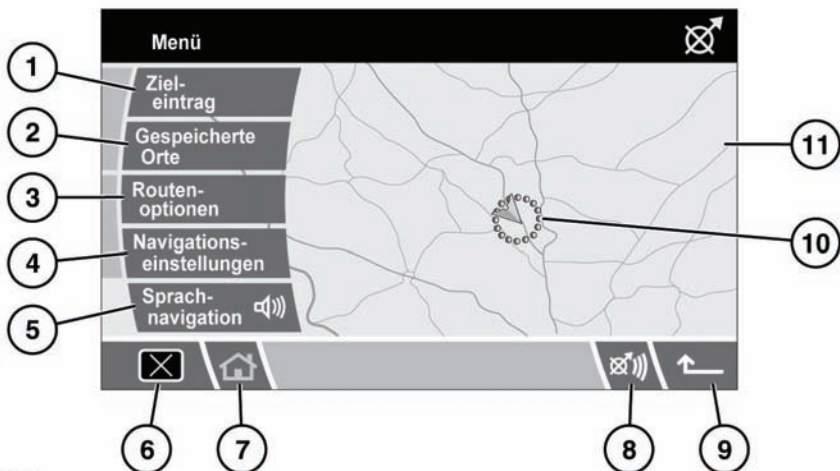 Menü
1
Ziel-
eintrag
2
Gespeicherte
Orte
3
Routen-
optionen
4
Navigations-
einstellungen
5
Sprach-
navigation
6
7
8
9
10
11